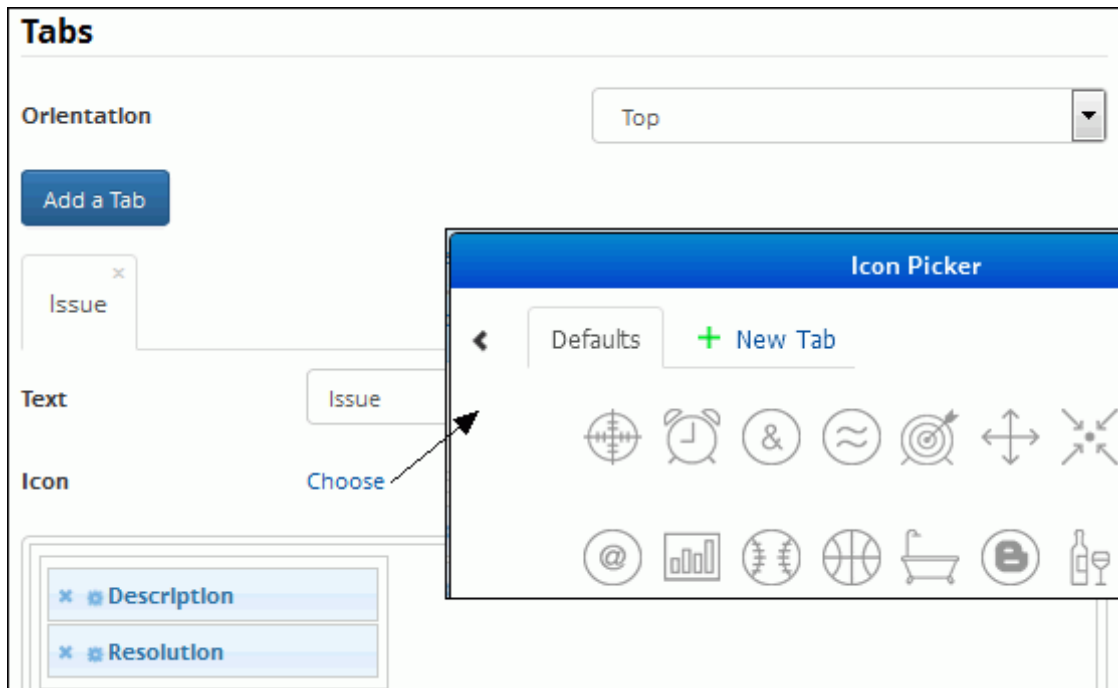 Tabs
Orientation
Top
Add a Tab
Icon Picker
Issue
Defaults
+ New Tab
Text
Issue
&
Icon
Choose
@
B
Description
Resolution